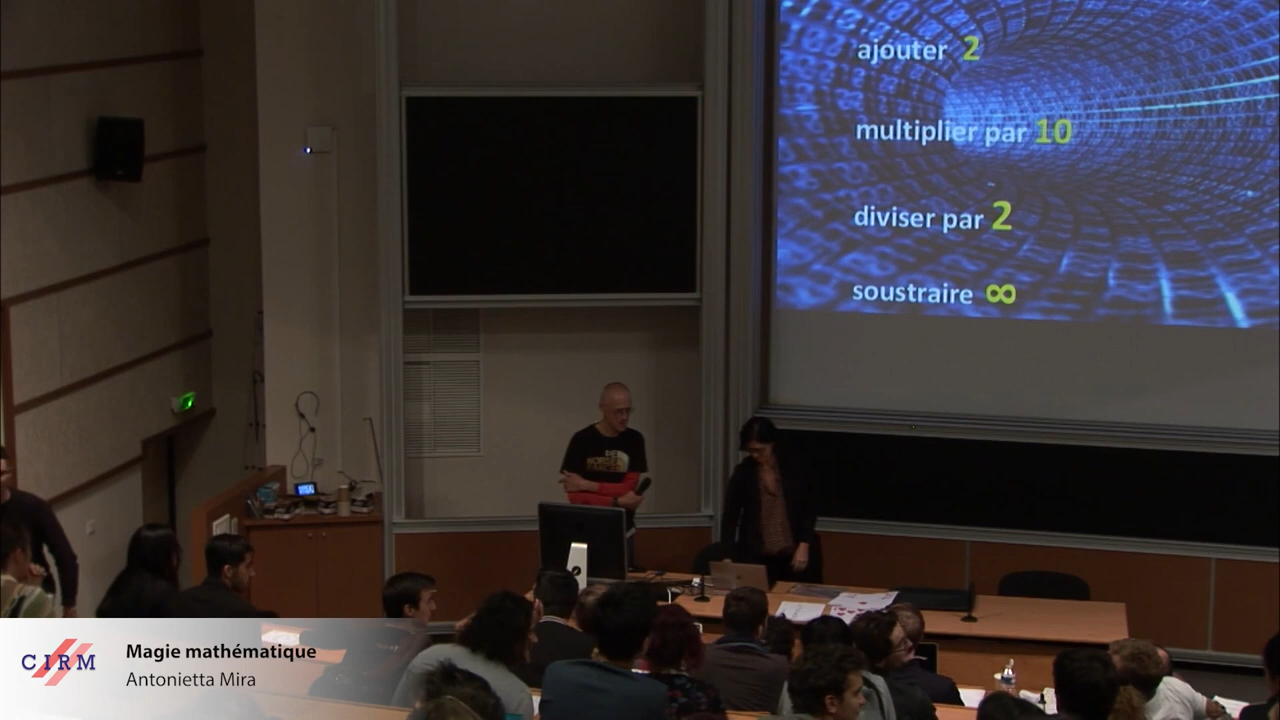 ajouter 2
multiplier par 10
diviser par 2
soustraire ∞
CIRM
Magie mathématique
Antonietta Mira